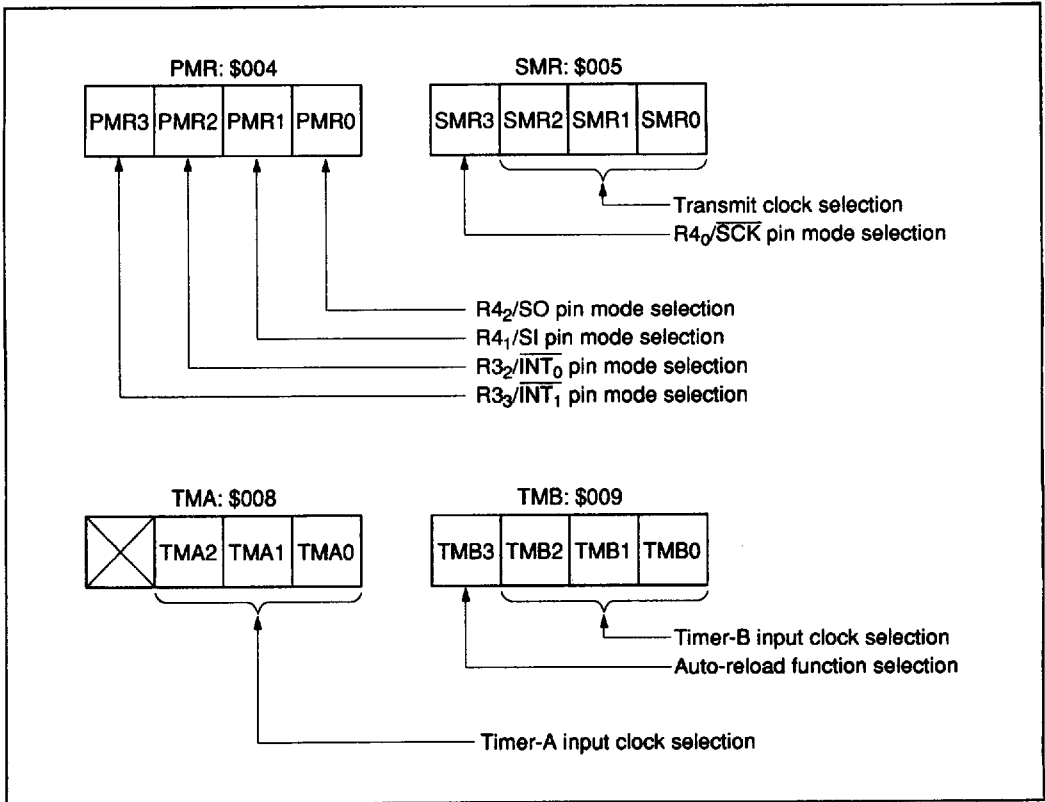 PMR: $004
PMR3 PMR2 PMR1 PMR0
SMR: $005
SMR3 SMR2 SMR1 SMR0
Transmit clock selection
R4₀/S̅C̅K̅ pin mode selection
R4₂/SO pin mode selection
R4₁/SI pin mode selection
R3₂/I̅N̅T̅₀̅ pin mode selection
R3₃/I̅N̅T̅₁̅ pin mode selection
TMA: $008
TMA2 TMA1 TMA0
TMB: $009
TMB3 TMB2 TMB1 TMB0
Timer-B input clock selection
Auto-reload function selection
Timer-A input clock selection